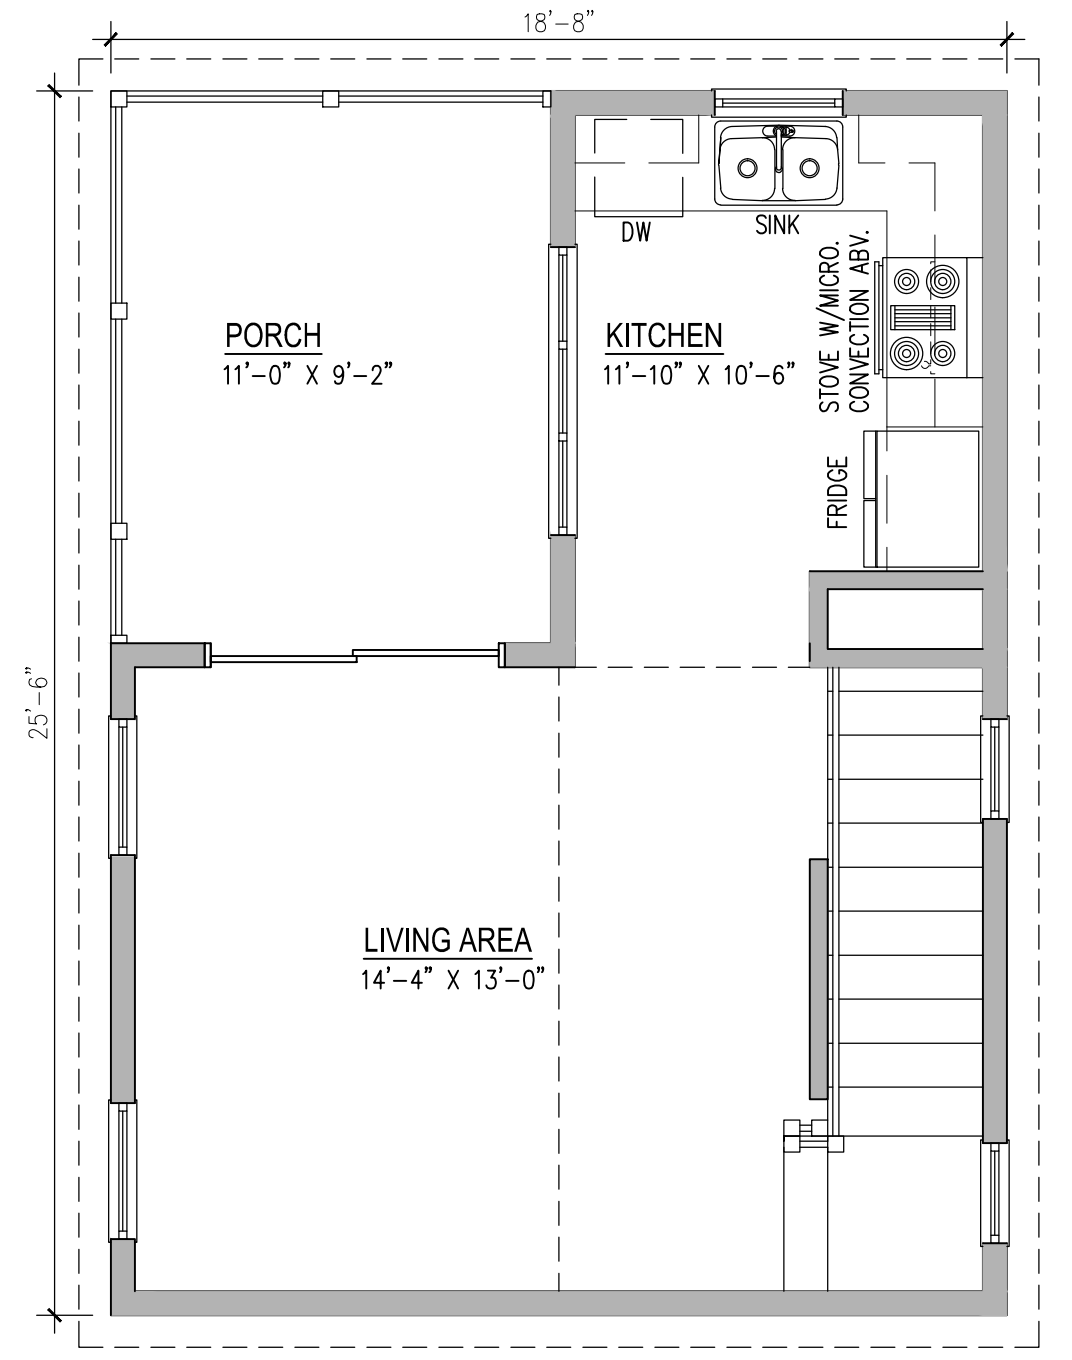 18'-8"
DW
SINK
STOVE W/MICRO.
CONVECTION ABV.
PORCH
11'-0" X 9'-2"
KITCHEN
11'-10" X 10'-6"
FRIDGE
25'-6"
LIVING AREA
14'-4" X 13'-0"